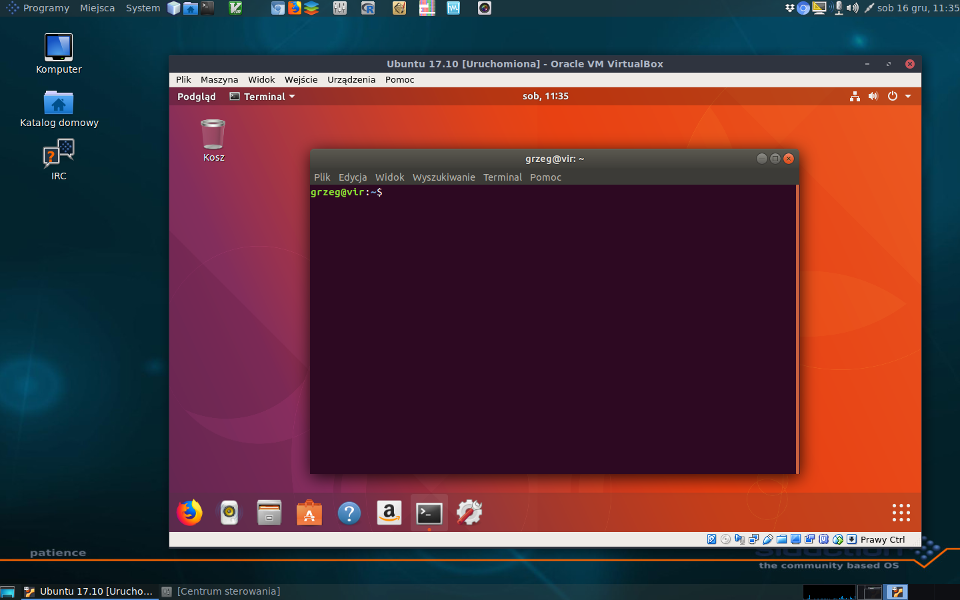 Programy Miejsca System sob 16 gru, 11:35
Komputer
Katalog domowy
IRC
Ubuntu 17.10 [Uruchomiona] - Oracle VM VirtualBox
Plik Maszyna Widok Wejście Urządzenia Pomoc
Podgląd Terminal sob, 11:35
Kosz
grzeg@vir: ~
Plik Edycja Widok Wyszukiwanie Terminal Pomoc
grzeg@vir:~$
Prawy Ctrl
patience
siduction
the community based OS
Ubuntu 17.10 [Urucho... [Centrum sterowania]